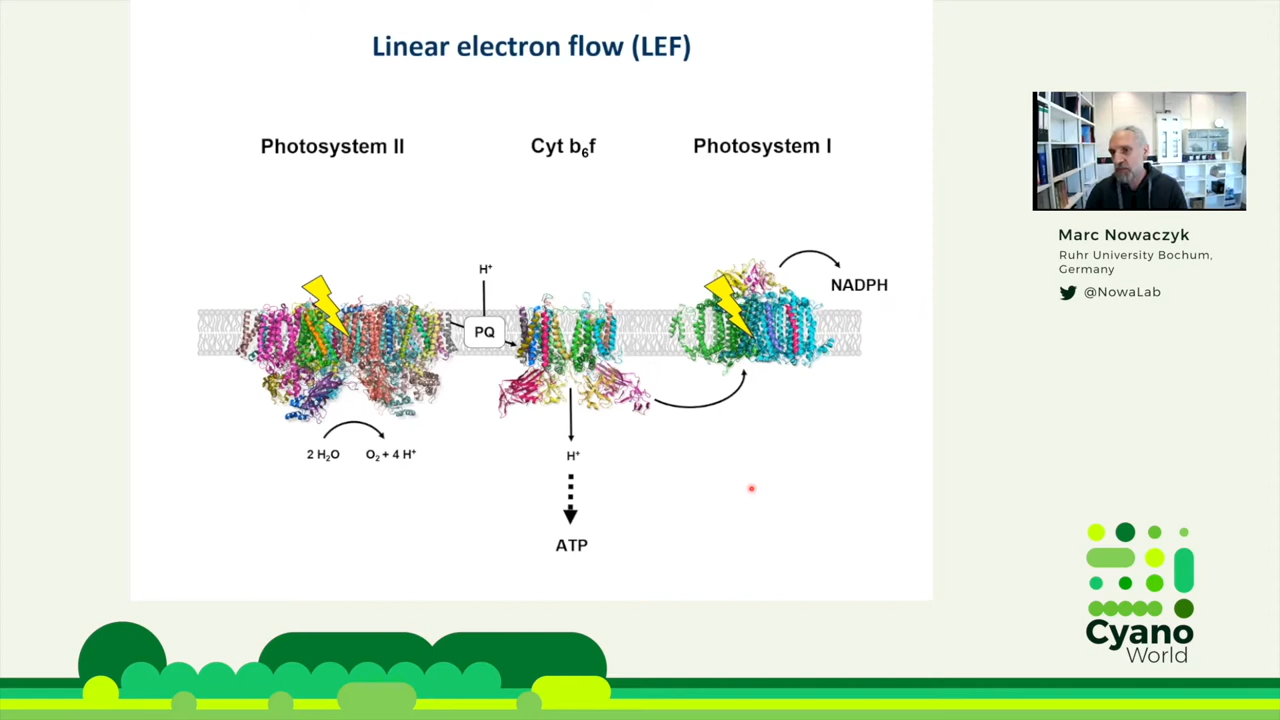 Linear electron flow (LEF)
Photosystem II
Cyt b₆f
Photosystem I
H⁺
NADPH
PQ
2 H₂O
O₂ + 4 H⁺
H⁺
ATP
Marc Nowaczyk
Ruhr University Bochum,
Germany
@NowaLab
Cyano
World